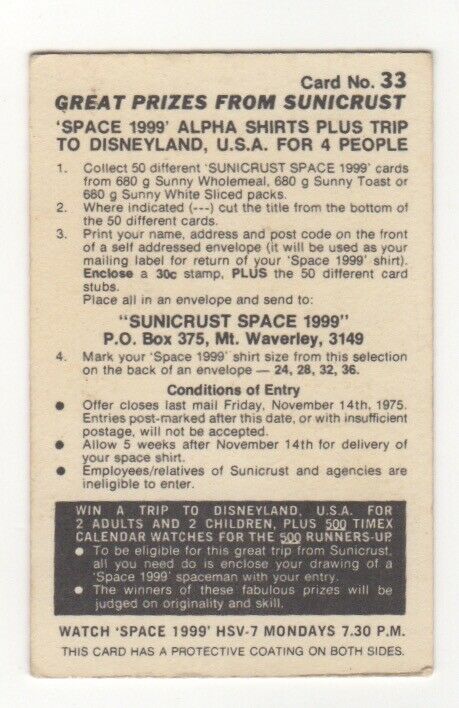 Card No. 33
GREAT PRIZES FROM SUNICRUST
'SPACE 1999' ALPHA SHIRTS PLUS TRIP
TO DISNEYLAND, U.S.A. FOR 4 PEOPLE
1. Collect 50 different 'SUNICRUST SPACE 1999' cards
from 680 g Sunny Wholemeal, 680 g Sunny Toast or
680 g Sunny White Sliced packs.
2. Where indicated (---) cut the title from the bottom of
the 50 different cards.
3. Print your name, address and post code on the front
of a self addressed envelope (it will be used as your
mailing label for return of your 'Space 1999' shirt).
Enclose a 30c stamp, PLUS the 50 different card
stubs.
Place all in an envelope and send to:
"SUNICRUST SPACE 1999"
P.O. Box 375, Mt. Waverley, 3149
4. Mark your 'Space 1999' shirt size from this selection
on the back of an envelope — 24, 28, 32, 36.
Conditions of Entry
● Offer closes last mail Friday, November 14th, 1975.
Entries post-marked after this date, or with insufficient
postage, will not be accepted.
● Allow 5 weeks after November 14th for delivery of
your space shirt.
● Employees/relatives of Sunicrust and agencies are
ineligible to enter.
WIN A TRIP TO DISNEYLAND, U.S.A. FOR
2 ADULTS AND 2 CHILDREN, PLUS 500 TIMEX
CALENDAR WATCHES FOR THE 500 RUNNERS-UP
● To be eligible for this great trip from Sunicrust,
all you need do is enclose your drawing of a
'Space 1999' spaceman with your entry.
● The winners of these fabulous prizes will be
judged on originality and skill.
WATCH 'SPACE 1999' HSV-7 MONDAYS 7.30 P.M.
THIS CARD HAS A PROTECTIVE COATING ON BOTH SIDES.